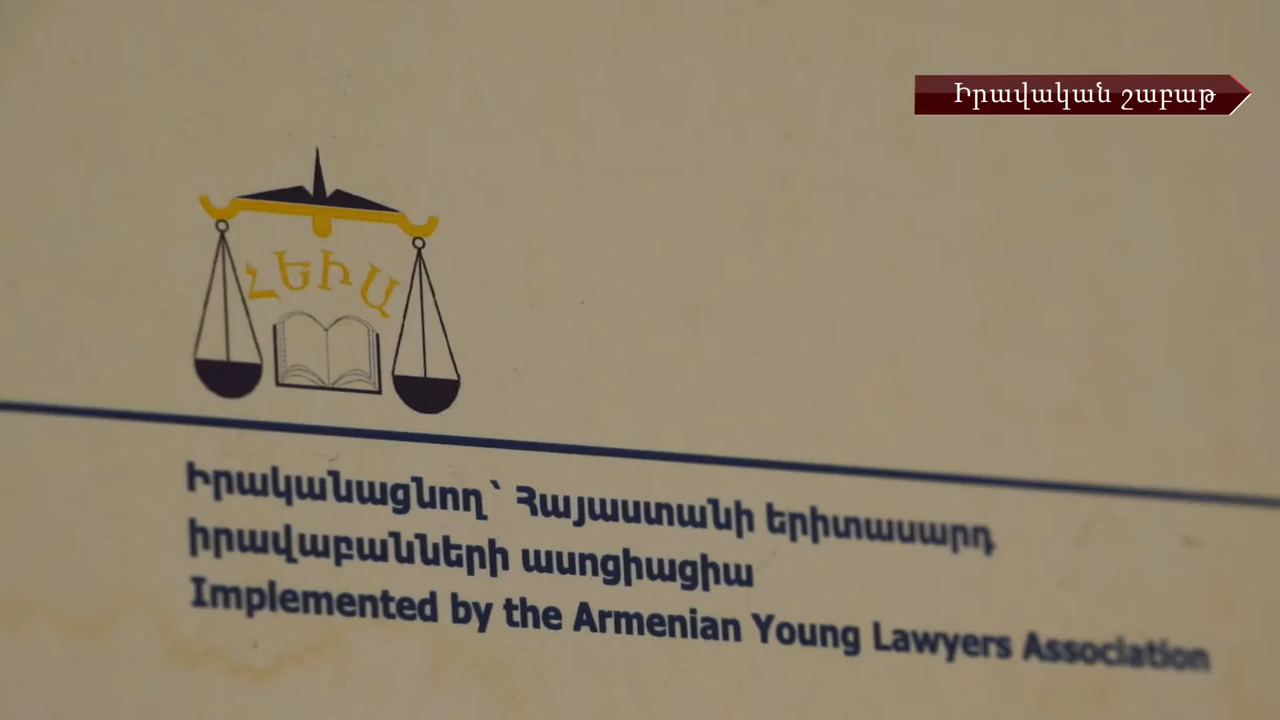 Իրավական շաբաթ
ՀԵԻԱ
Իրականացնող՝ Հայաստանի երիտասարդ
իրավաբանների ասոցիացիա
Implemented by the Armenian Young Lawyers Association